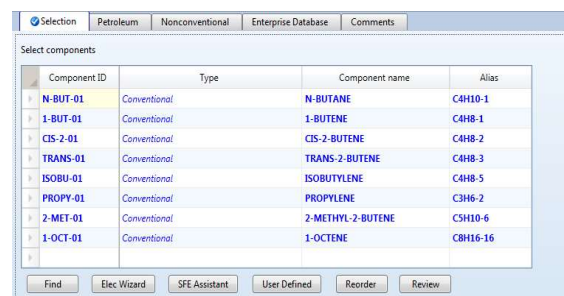 Selection Petroleum Nonconventional Enterprise Database Comments
Select components
Component ID Type Component name Alias
N-BUT-01 Conventional N-BUTANE C4H10-1
1-BUT-01 Conventional 1-BUTENE C4H8-1
CIS-2-01 Conventional CIS-2-BUTENE C4H8-2
TRANS-01 Conventional TRANS-2-BUTENE C4H8-3
ISOBU-01 Conventional ISOBUTYLENE C4H8-5
PROPY-01 Conventional PROPYLENE C3H6-2
2-MET-01 Conventional 2-METHYL-2-BUTENE C5H10-6
1-OCT-01 Conventional 1-OCTENE C8H16-16
Find Elec Wizard SFE Assistant User Defined Reorder Review